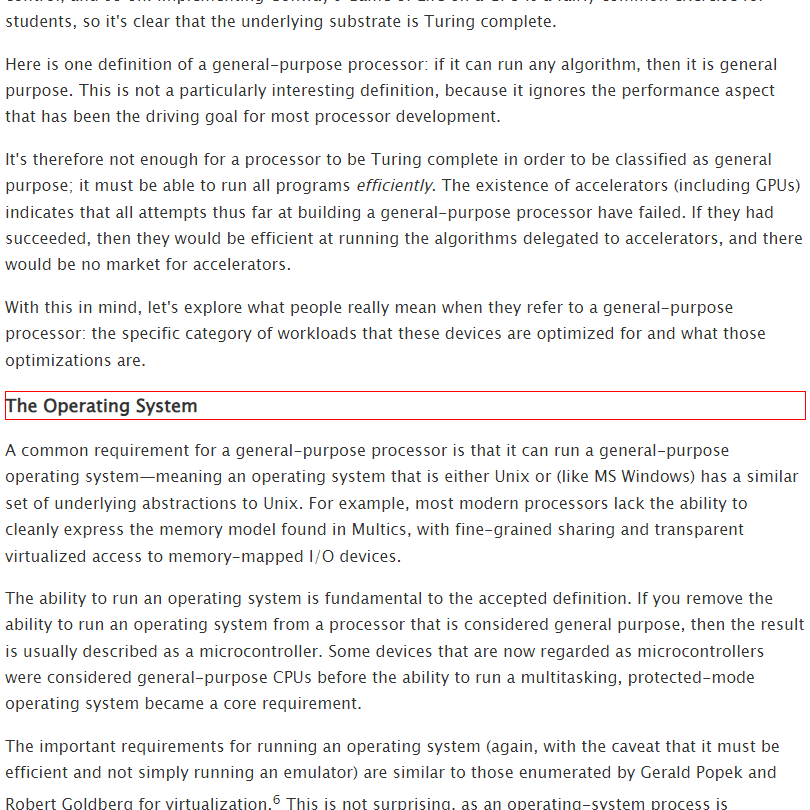 students, so it's clear that the underlying substrate is Turing complete.
Here is one definition of a general-purpose processor: if it can run any algorithm, then it is general
purpose. This is not a particularly interesting definition, because it ignores the performance aspect
that has been the driving goal for most processor development.
It's therefore not enough for a processor to be Turing complete in order to be classified as general
purpose; it must be able to run all programs efficiently. The existence of accelerators (including GPUs)
indicates that all attempts thus far at building a general-purpose processor have failed. If they had
succeeded, then they would be efficient at running the algorithms delegated to accelerators, and there
would be no market for accelerators.
With this in mind, let's explore what people really mean when they refer to a general-purpose
processor: the specific category of workloads that these devices are optimized for and what those
optimizations are.
The Operating System
A common requirement for a general-purpose processor is that it can run a general-purpose
operating system—meaning an operating system that is either Unix or (like MS Windows) has a similar
set of underlying abstractions to Unix. For example, most modern processors lack the ability to
cleanly express the memory model found in Multics, with fine-grained sharing and transparent
virtualized access to memory-mapped I/O devices.
The ability to run an operating system is fundamental to the accepted definition. If you remove the
ability to run an operating system from a processor that is considered general purpose, then the result
is usually described as a microcontroller. Some devices that are now regarded as microcontrollers
were considered general-purpose CPUs before the ability to run a multitasking, protected-mode
operating system became a core requirement.
The important requirements for running an operating system (again, with the caveat that it must be
efficient and not simply running an emulator) are similar to those enumerated by Gerald Popek and
Robert Goldberg for virtualization.6 This is not surprising, as an operating-system process is